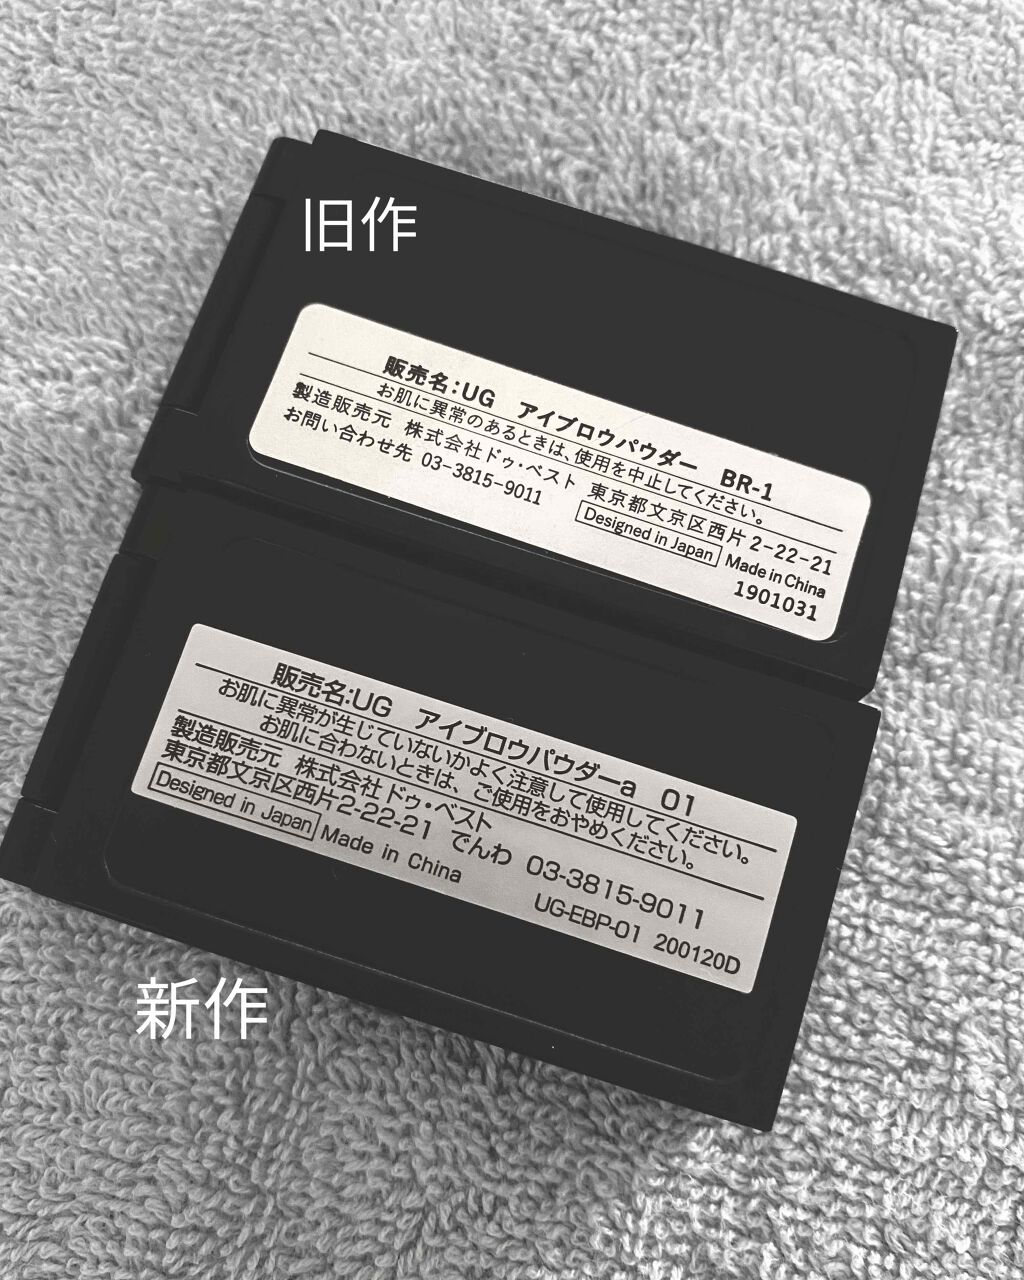 旧作
販売名:UG アイブロウパウダー BR-1
お肌に異常のあるときは、使用を中止してください。
製造販売元 株式会社ドゥ・ベスト 東京都文京区西片2-22-21
お問い合わせ先 03-3815-9011 Designed in Japan Made in China
1901031
販売名:UG アイブロウパウダーa 01
お肌に異常が生じていないかよく注意して使用してください。
お肌に合わないときは、ご使用をおやめください。
製造販売元 株式会社ドゥ・ベスト
東京都文京区西片2-22-21 でんわ 03-3815-9011
Designed in Japan Made in China UG-EBP-01 200120D
新作